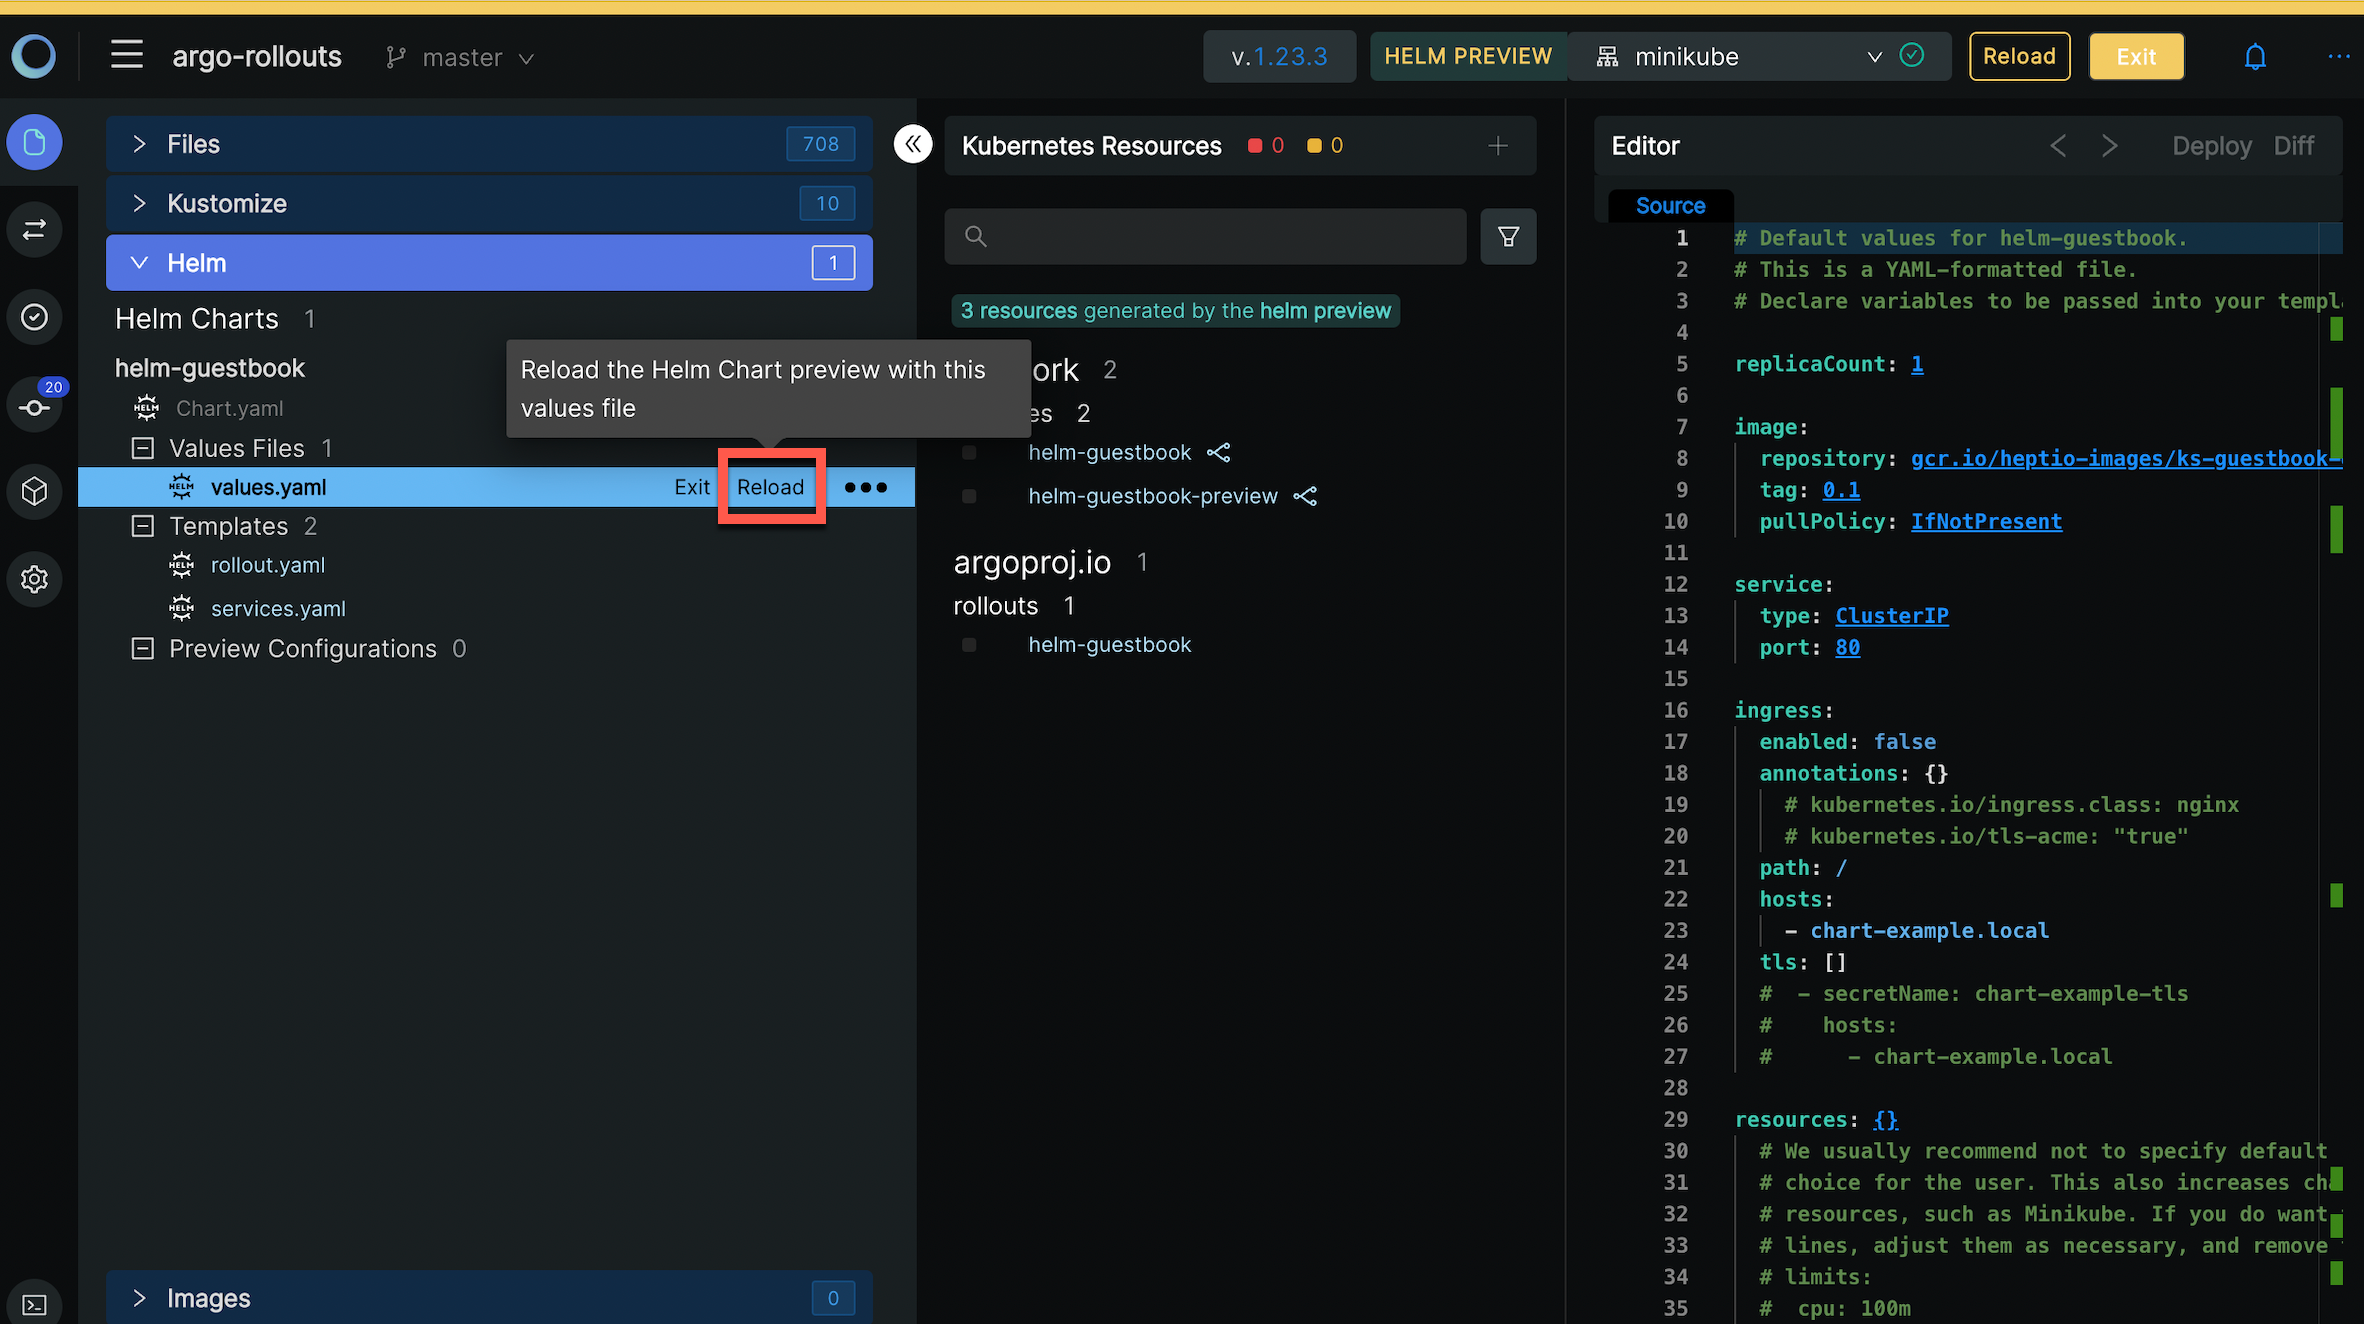 argo-rollouts
master
v.1.23.3
HELM PREVIEW
minikube
Reload
Exit
Files
708
Kustomize
10
Helm
1
Helm Charts 1
helm-guestbook
HELM Chart.yaml
Values Files 1
HELM values.yaml
Exit
Reload
Templates 2
HELM rollout.yaml
HELM services.yaml
Preview Configurations 0
Images
0
20
Reload the Helm Chart preview with this
values file
Kubernetes Resources 0 0
3 resources generated by the helm preview
2
2
helm-guestbook
helm-guestbook-preview
argoproj.io 1
rollouts 1
helm-guestbook
Editor
Deploy
Diff
Source
1 # Default values for helm-guestbook.
2 # This is a YAML-formatted file.
3 # Declare variables to be passed into your templ
4
5 replicaCount: 1
6
7 image:
8 repository: gcr.io/heptio-images/ks-guestbook-
9 tag: 0.1
10 pullPolicy: IfNotPresent
11
12 service:
13 type: ClusterIP
14 port: 80
15
16 ingress:
17 enabled: false
18 annotations: {}
19 # kubernetes.io/ingress.class: nginx
20 # kubernetes.io/tls-acme: "true"
21 path: /
22 hosts:
23 - chart-example.local
24 tls: []
25 # - secretName: chart-example-tls
26 # hosts:
27 # - chart-example.local
28
29 resources: {}
30 # We usually recommend not to specify default
31 # choice for the user. This also increases ch
32 # resources, such as Minikube. If you do want
33 # lines, adjust them as necessary, and remove
34 # limits:
35 # cpu: 100m